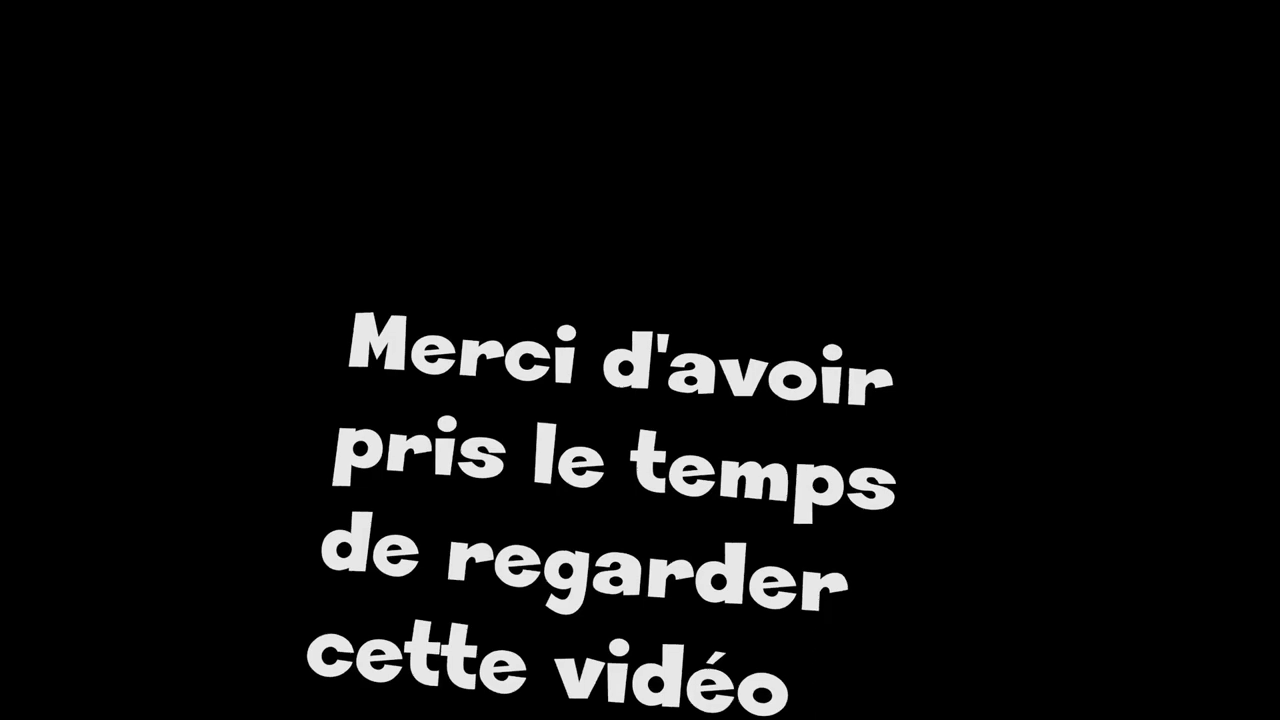 Merci d'avoir
pris le temps
de regarder
cette vidéo